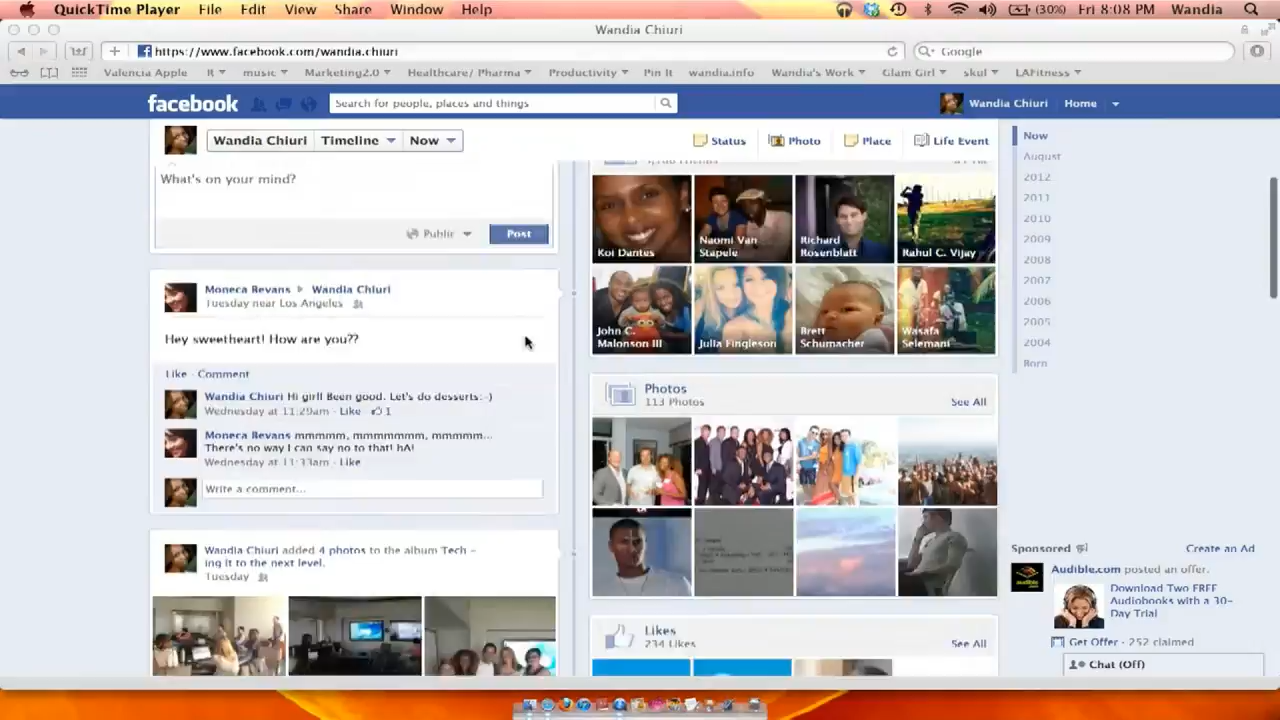 QuickTime Player File Edit View Share Window Help (30%) Fri 8:08 PM Wandia
Wandia Chiuri
https://www.facebook.com/wandia.chiuri Google
Valencia Apple music Marketing2.0 Healthcare/ Pharma Productivity Pin It wandia.info Wandia's Work Glam Girl skul LAFitness
facebook Search for people, places and things Wandia Chiuri Home
Wandia Chiuri Timeline Now Status Photo Place Life Event
Now
August
2012
2011
2010
2009
2008
2007
2006
2005
2004
Born
What's on your mind?
Public Post
Moneca Bevans Wandia Chiuri
Tuesday near Los Angeles
Hey sweetheart! How are you??
Like · Comment
Wandia Chiuri Hi girl! Been good. Let's do desserts:-)
Wednesday at 11:29am · Like · 1
Moneca Bevans mmmmm, mmmmmmm, mmmmm...
There's no way I can say no to that! hA!
Wednesday at 11:33am · Like
Write a comment...
Wandia Chiuri added 4 photos to the album Tech –
ing it to the next level.
Tuesday
Koi Dantes
Naomi Van
Stapele
Richard
Rosenblatt
Rahul C. Vijay
John C.
Malonson III
Julia Fingleson
Brett
Schumacher
Wasafa
Selemani
Photos
113 Photos
See All
Likes
234 Likes
See All
Sponsored Create an Ad
Audible.com posted an offer.
audible
Download Two FREE
Audiobooks with a 30-
Day Trial
Get Offer · 252 claimed
Chat (Off)